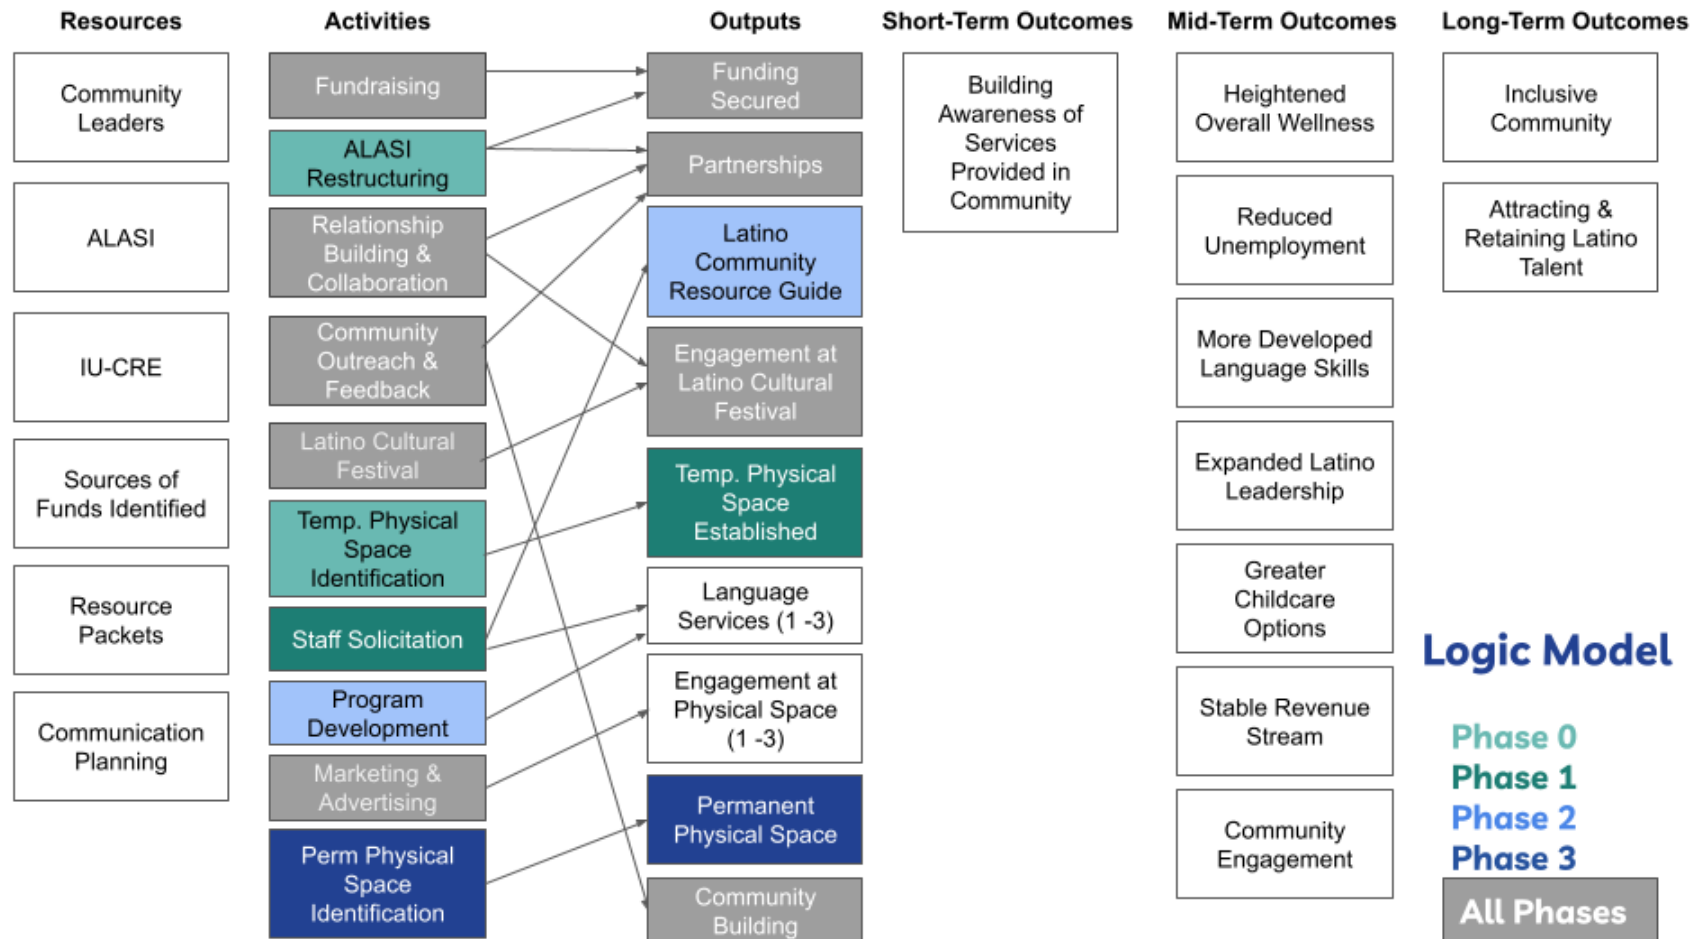 Resources
Activities
Outputs
Short-Term Outcomes
Mid-Term Outcomes
Long-Term Outcomes
Community
Leaders
ALASI
IU-CRE
Sources of
Funds Identified
Resource
Packets
Communication
Planning
Fundraising
ALASI
Restructuring
Relationship
Building &
Collaboration
Community
Outreach &
Feedback
Latino Cultural
Festival
Temp. Physical
Space
Identification
Staff Solicitation
Program
Development
Marketing &
Advertising
Perm Physical
Space
Identification
Funding
Secured
Partnerships
Latino
Community
Resource Guide
Engagement at
Latino Cultural
Festival
Temp. Physical
Space
Established
Language
Services (1 -3)
Engagement at
Physical Space
(1 -3)
Permanent
Physical Space
Community
Building
Building
Awareness of
Services
Provided in
Community
Heightened
Overall Wellness
Reduced
Unemployment
More Developed
Language Skills
Expanded Latino
Leadership
Greater
Childcare
Options
Stable Revenue
Stream
Community
Engagement
Inclusive
Community
Attracting &
Retaining Latino
Talent
Logic Model
Phase 0
Phase 1
Phase 2
Phase 3
All Phases